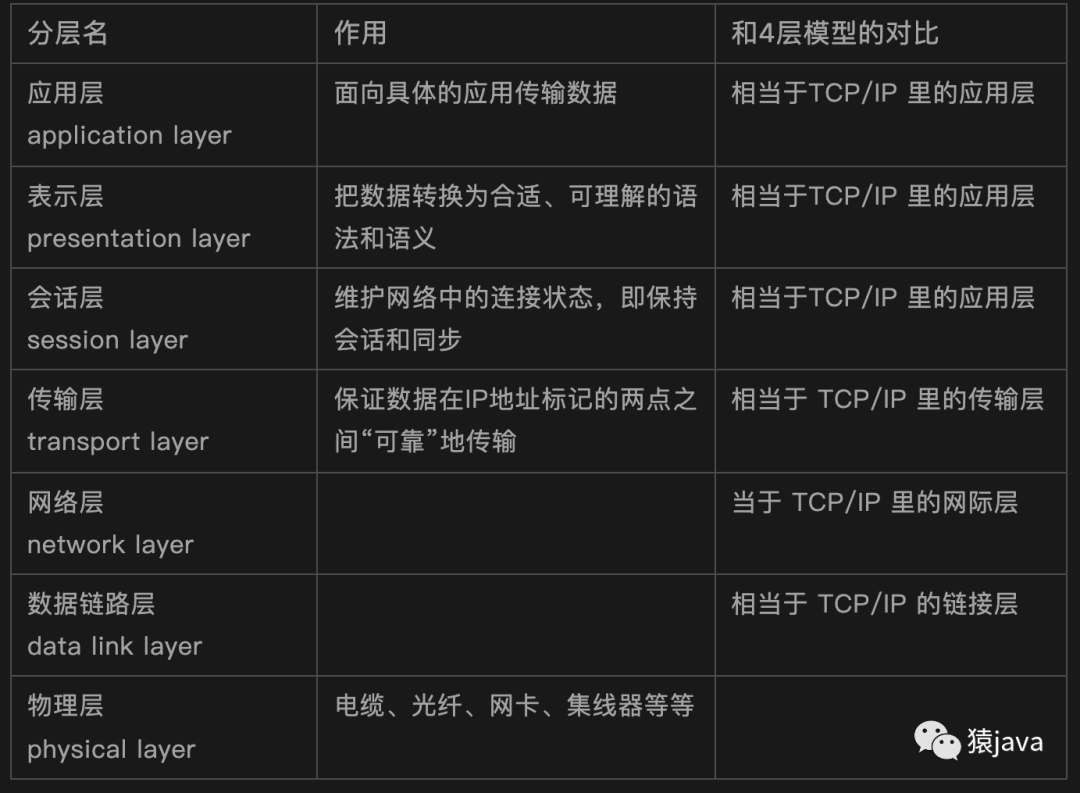 分层名
作用
和4层模型的对比
应用层
application layer
面向具体的应用传输数据
相当于TCP/IP 里的应用层
表示层
presentation layer
把数据转换为合适、可理解的语
法和语义
相当于TCP/IP 里的应用层
会话层
session layer
维护网络中的连接状态，即保持
会话和同步
相当于TCP/IP 里的应用层
传输层
transport layer
保证数据在IP地址标记的两点之
间“可靠”地传输
相当于 TCP/IP 里的传输层
网络层
network layer
当于 TCP/IP 里的网际层
数据链路层
data link layer
相当于 TCP/IP 的链接层
物理层
physical layer
电缆、光纤、网卡、集线器等等
猿java